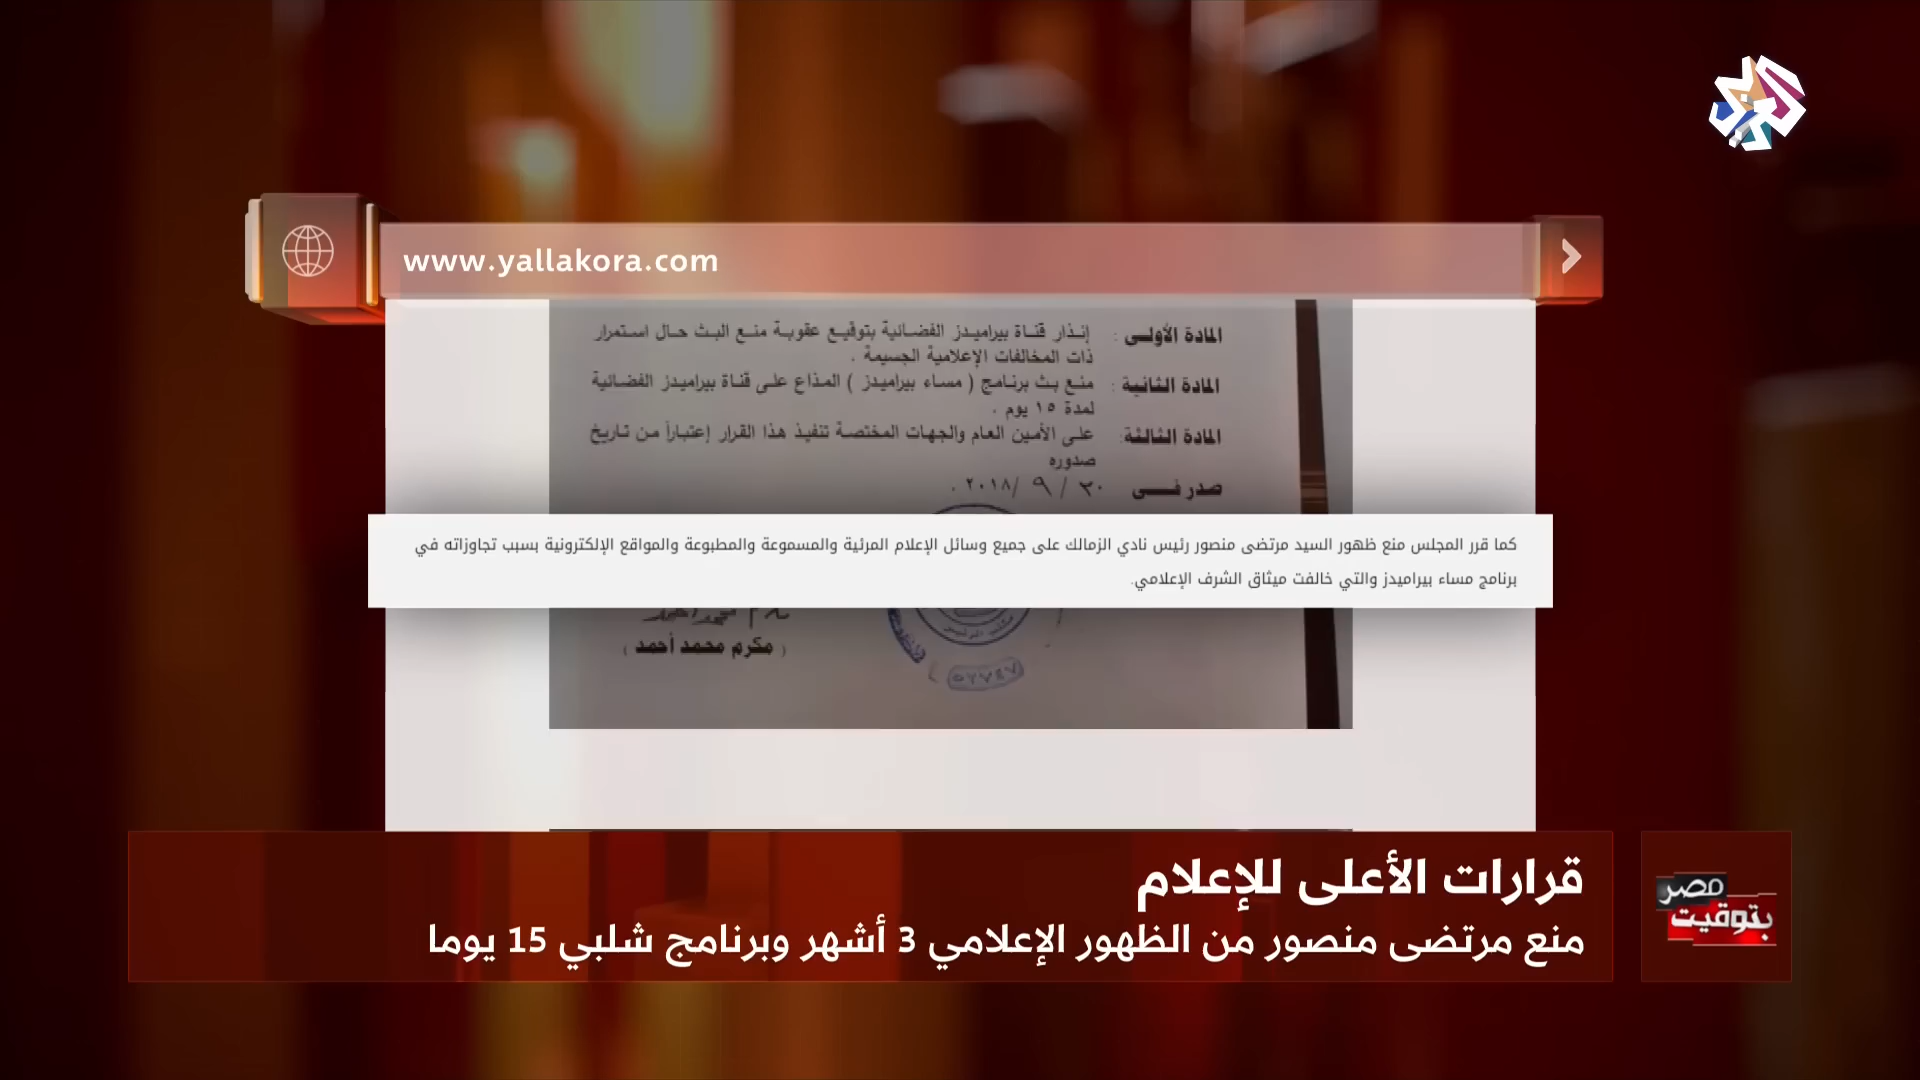 www.yallakora.com
المادة الأولى : إنذار قناة بيراميدز الفضائية بتوقيع عقوبة منع البث حال استمرار
ذات المخالفات الإعلامية الجسيمة .
المادة الثانية : منع بث برنامج ( مساء بيراميدز ) المذاع على قناة بيراميدز الفضائية
لمدة ١٥ يوم .
المادة الثالثة : على الأمين العام والجهات المختصة تنفيذ هذا القرار إعتباراً من تاريخ
صدوره
صدر فى ٣٠ / ٩ / ٢٠١٨ .
كما قرر المجلس منع ظهور السيد مرتضى منصور رئيس نادي الزمالك على جميع وسائل الإعلام المرئية والمسموعة والمطبوعة والمواقع الإلكترونية بسبب تجاوزاته في
برنامج مساء بيراميدز والتي خالفت ميثاق الشرف الإعلامي.
( مكرم محمد أحمد )
مكتب الرئيس
قرارات الأعلى للإعلام
منع مرتضى منصور من الظهور الإعلامي 3 أشهر وبرنامج شلبي 15 يوما
مصر
بتوقيت